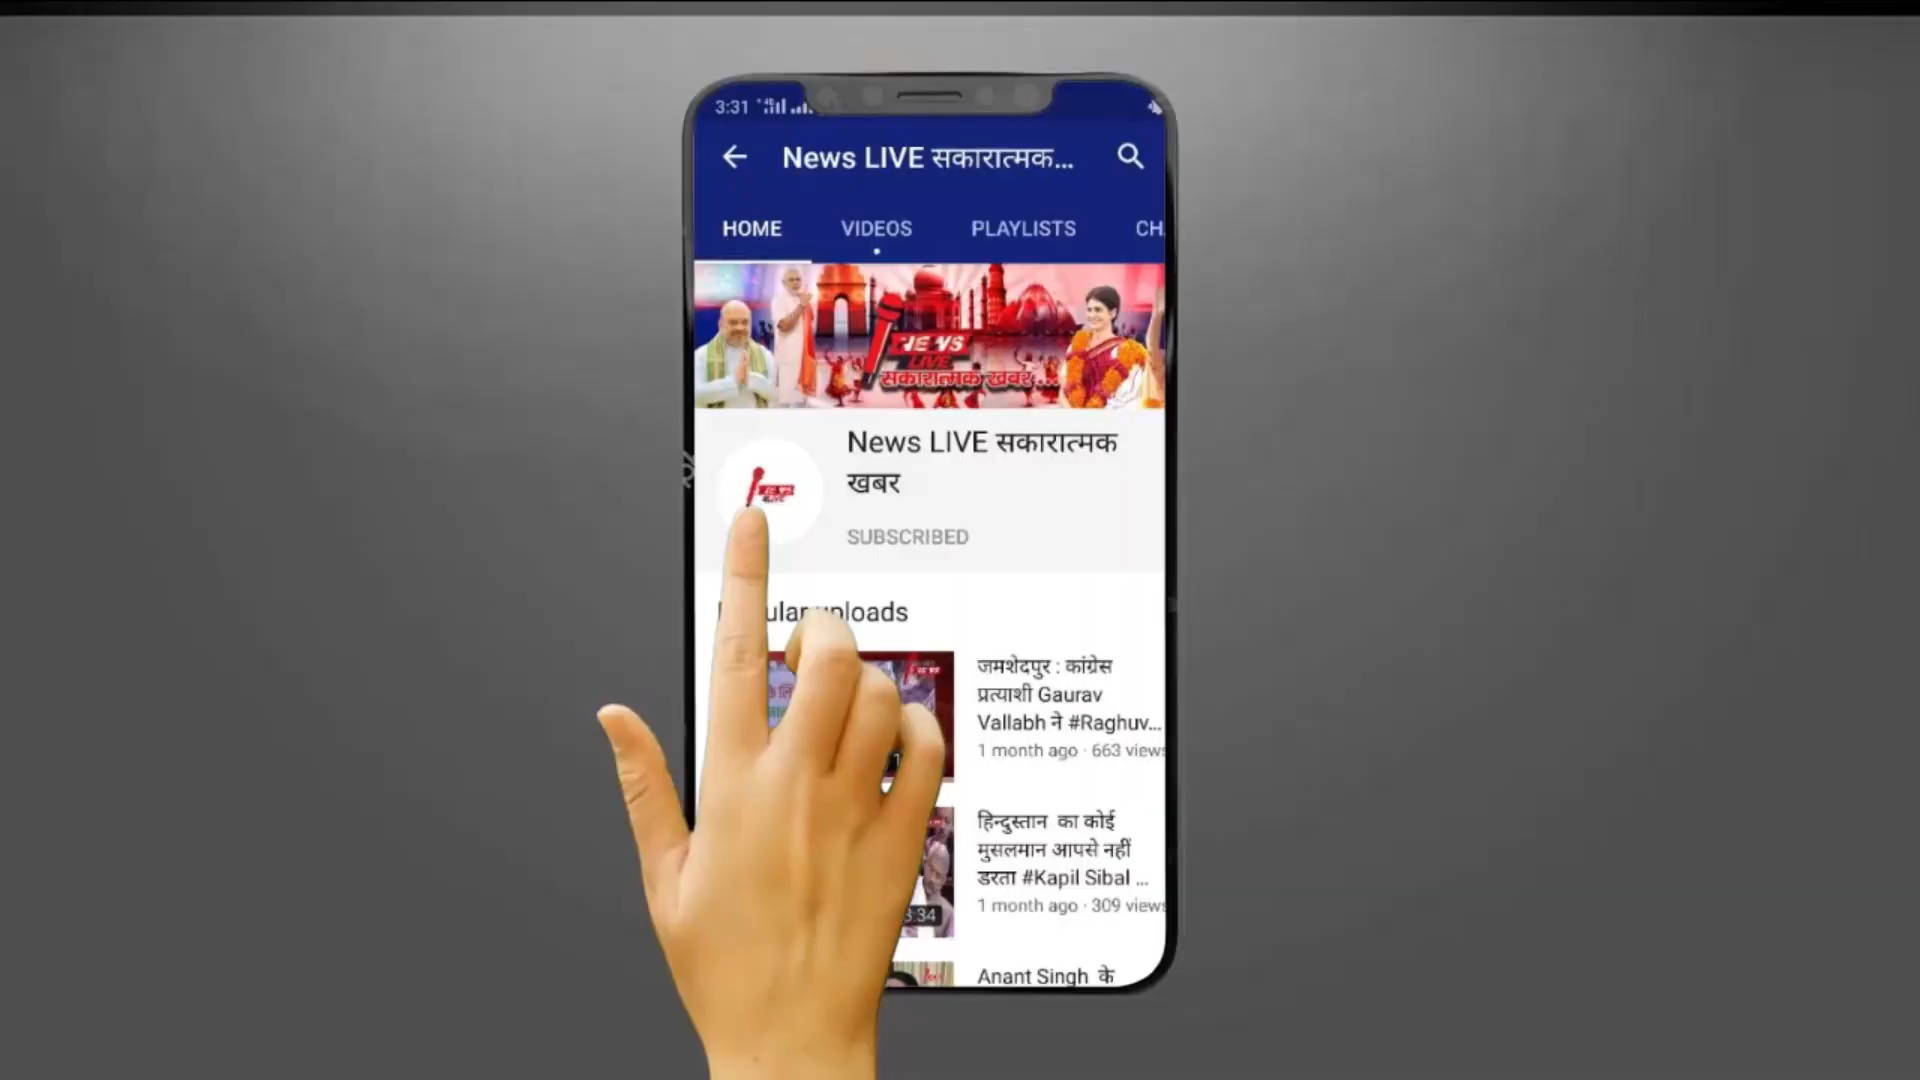 3:31
News LIVE सकारात्मक...
HOME VIDEOS PLAYLISTS CH
NEWS
LIVE
सकारात्मक खबर...
News LIVE सकारात्मक
खबर
SUBSCRIBED
ular uploads
जमशेदपुर : कांग्रेस
प्रत्याशी Gaurav
Vallabh ने #Raghuv...
1 month ago · 663 views
हिन्दुस्तान का कोई
मुसलमान आपसे नहीं
डरता #Kapil Sibal ...
1 month ago · 309 views
3:34
Anant Singh के